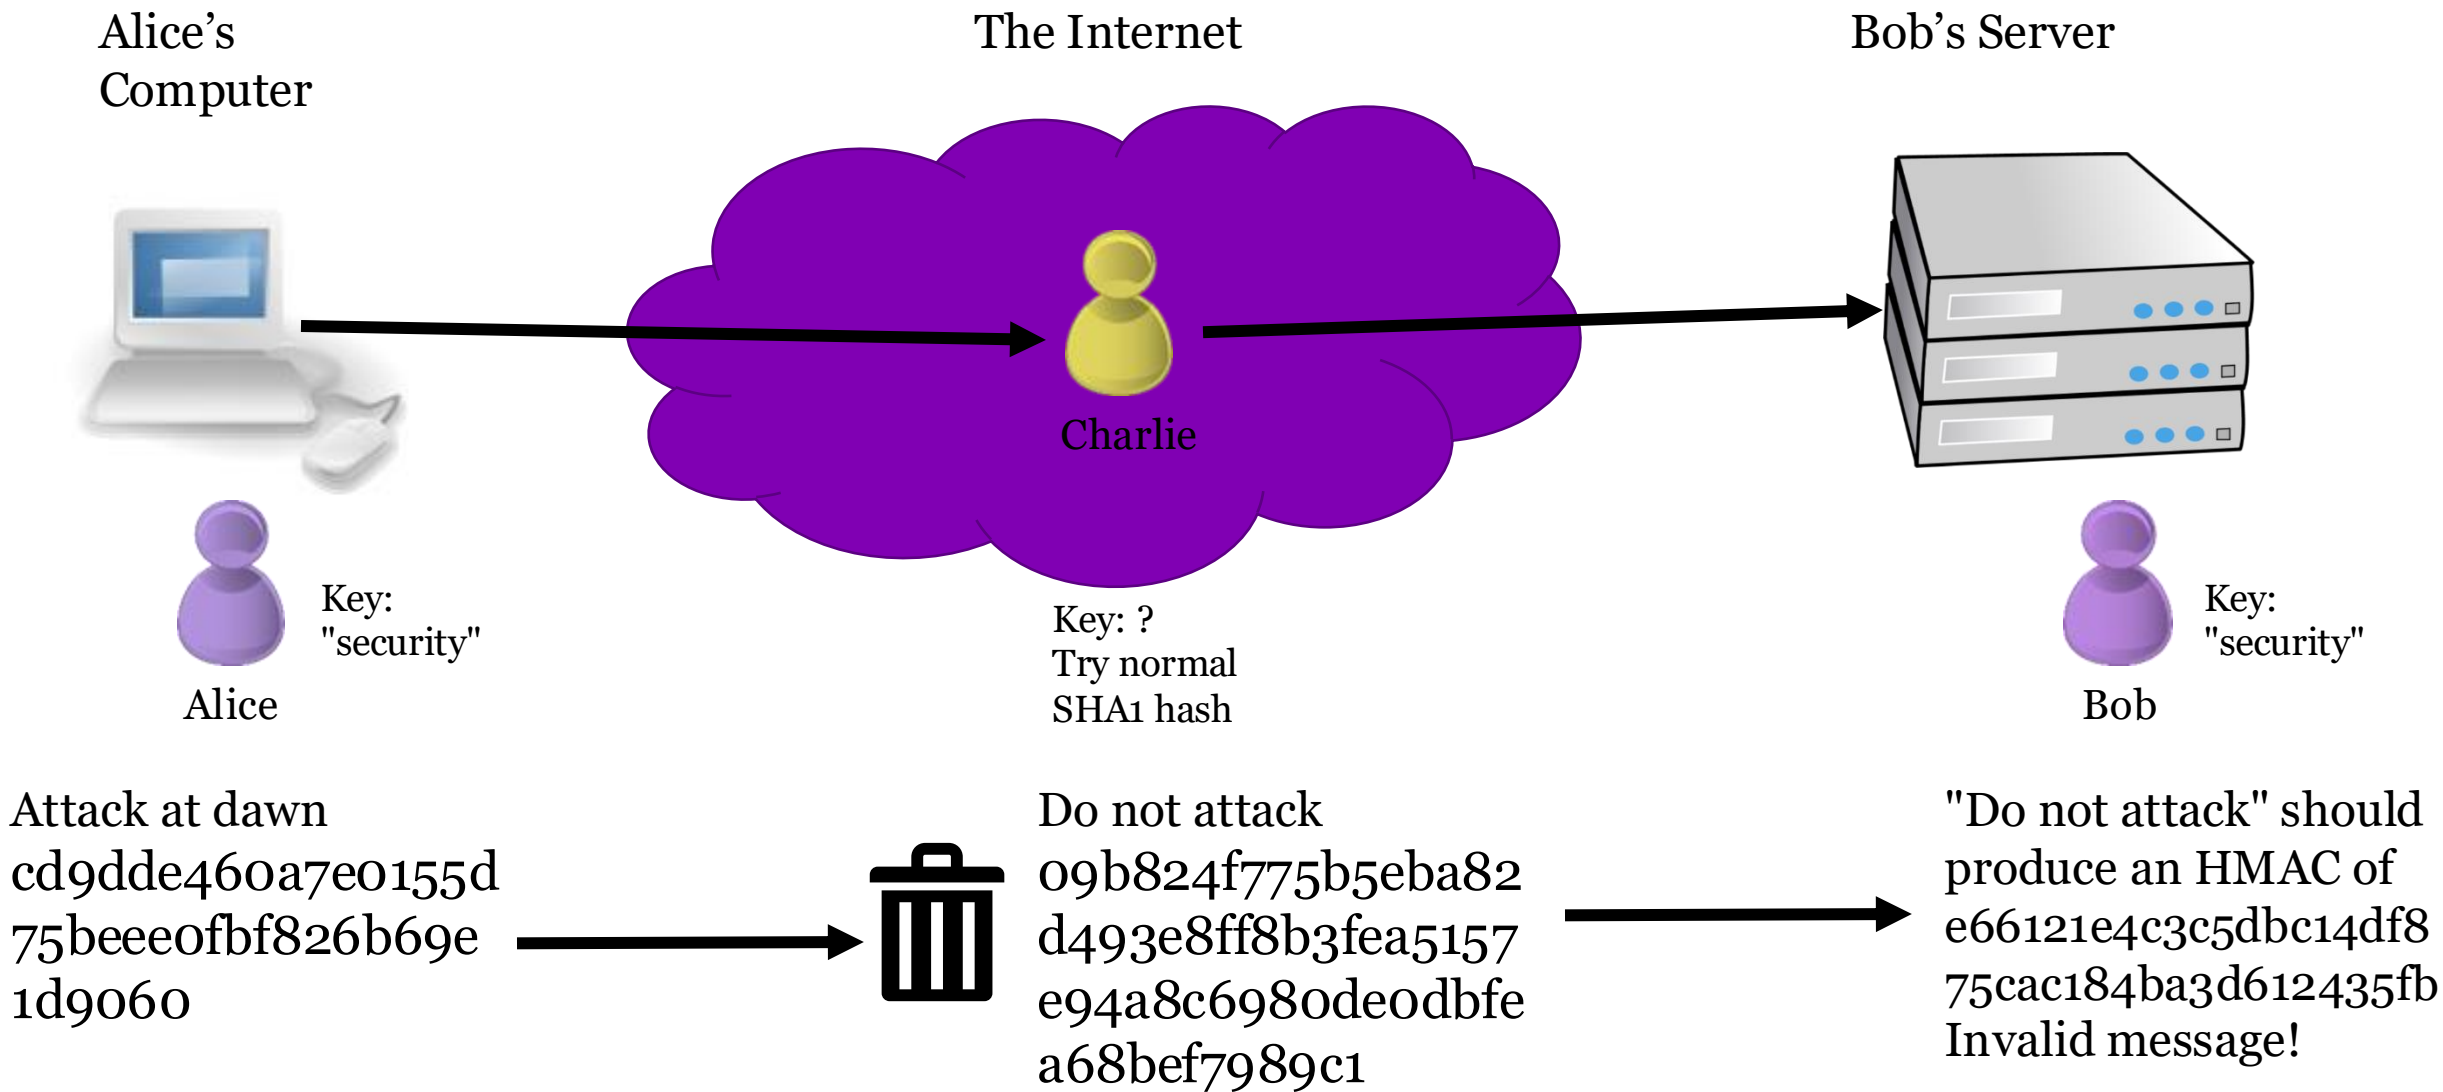 Alice’s
Computer
The Internet
Bob’s Server
Charlie
Key:
"security"
Alice
Key: ?
Try normal
SHA1 hash
Key:
"security"
Bob
Attack at dawn
cd9dde460a7e0155d
75beee0fbf826b69e
1d9060
Do not attack
09b824f775b5eba82
d493e8ff8b3fea5157
e94a8c6980de0dbfe
a68bef7989c1
"Do not attack" should
produce an HMAC of
e66121e4c3c5dbc14df8
75cac184ba3d612435fb
Invalid message!